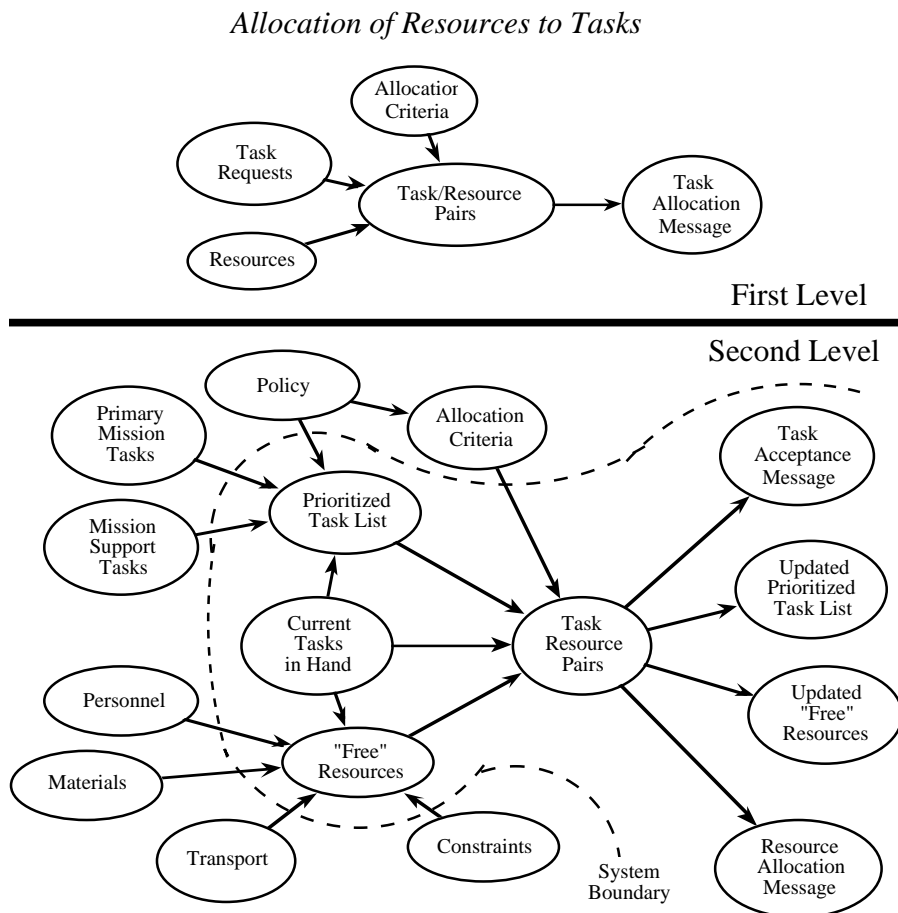 Allocation of Resources to Tasks
Allocation
Criteria
Task
Requests
Task/Resource
Pairs
Task
Allocation
Message
Resources
First Level
Second Level
Policy
Primary
Mission
Tasks
Allocation
Criteria
Task
Acceptance
Message
Prioritized
Task List
Mission
Support
Tasks
Updated
Prioritized
Task List
Current
Tasks
in Hand
Task
Resource
Pairs
Personnel
Updated
"Free"
Resources
"Free"
Resources
Materials
Transport
Constraints
System
Boundary
Resource
Allocation
Message